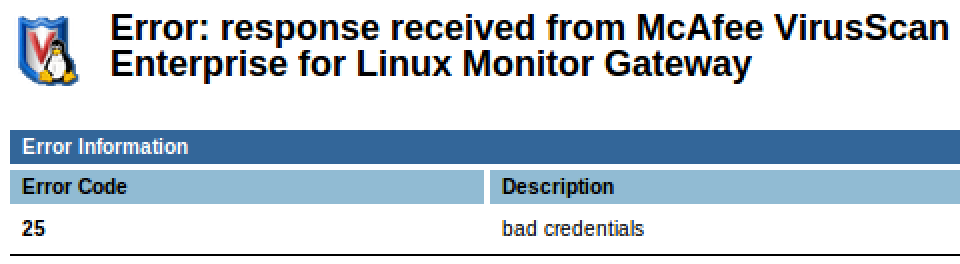 Error: response received from McAfee VirusScan
Enterprise for Linux Monitor Gateway
Error Information
Error Code Description
25 bad credentials